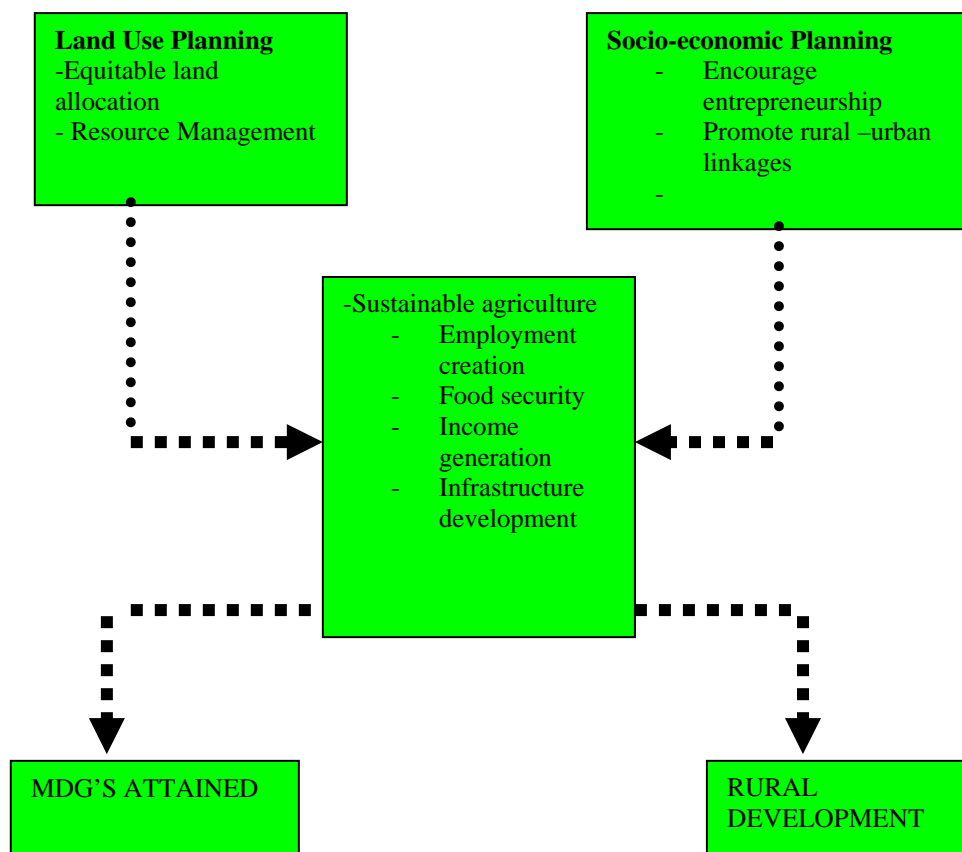 Land Use Planning
-Equitable land
allocation
- Resource Management
Socio-economic Planning
- Encourage
entrepreneurship
- Promote rural –urban
linkages
-
-Sustainable agriculture
- Employment
creation
- Food security
- Income
generation
- Infrastructure
development
MDG’S ATTAINED
RURAL
DEVELOPMENT